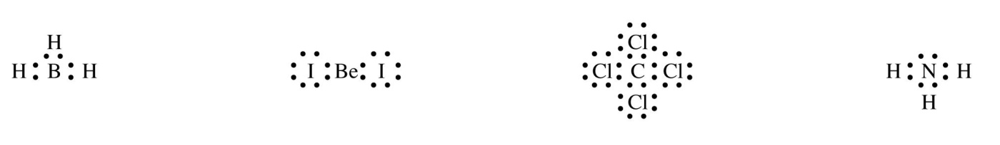 H
H : B : H
: I : Be : I :
Cl
: Cl : C : Cl :
Cl
H : N : H
H